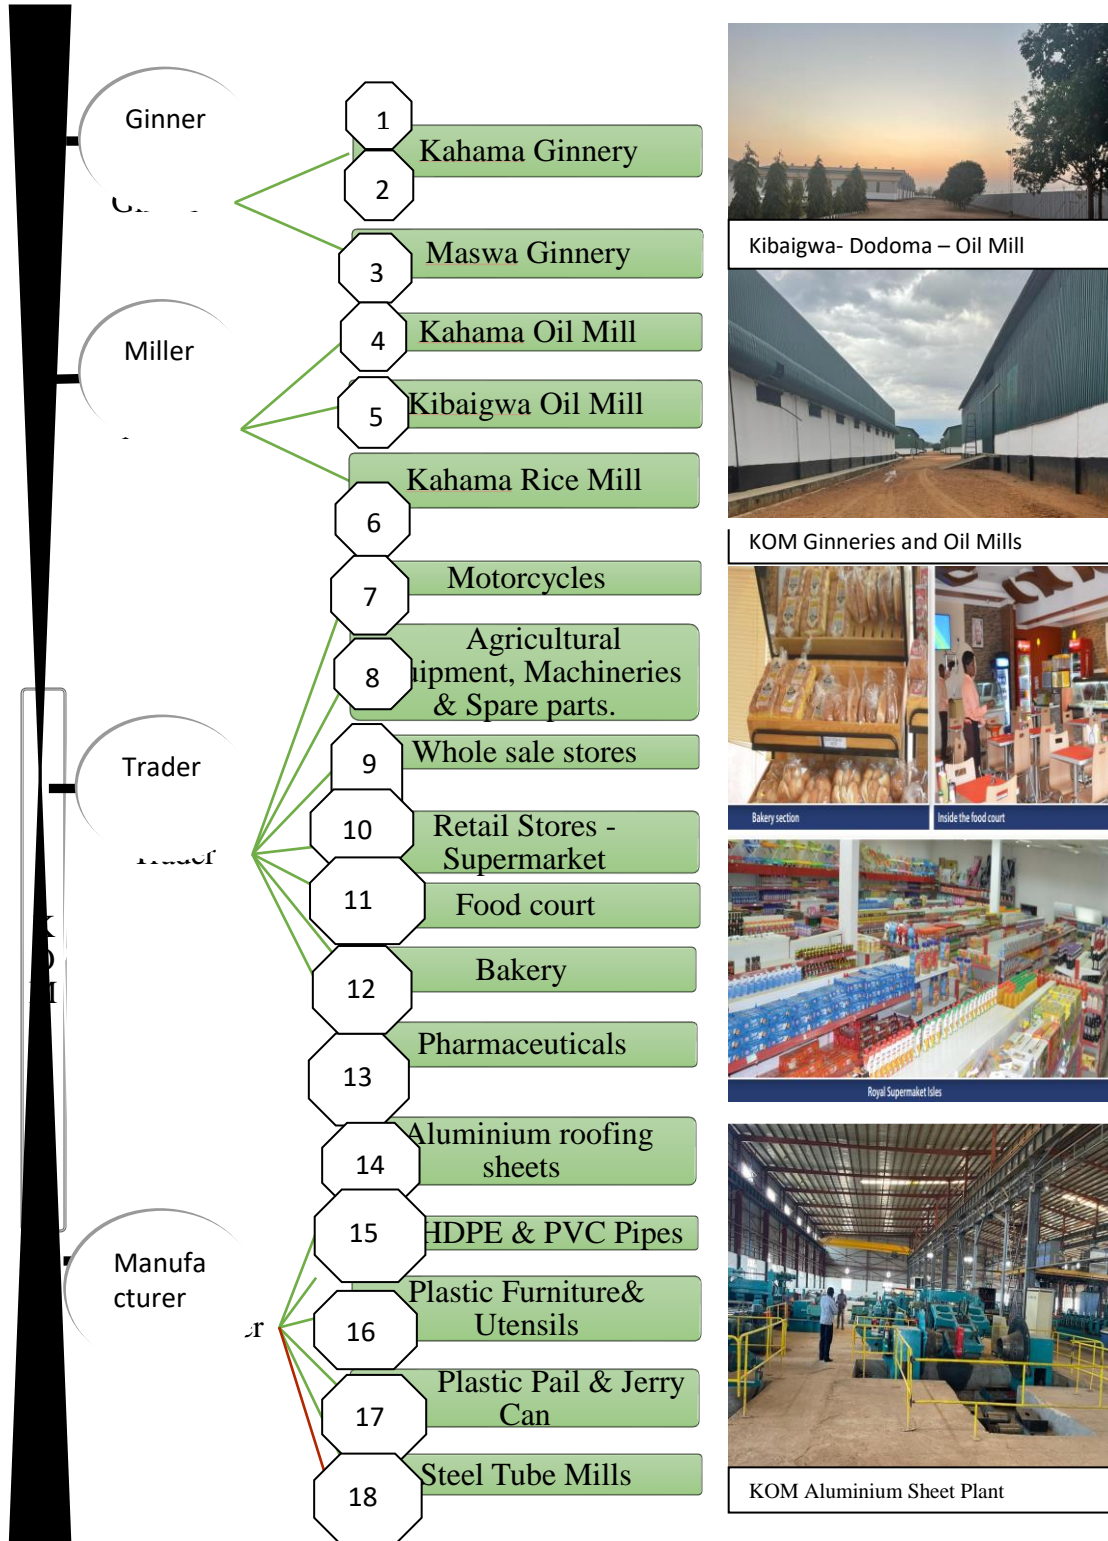 Ginner
1
Kahama Ginnery
2
Maswa Ginnery
3
Miller
4
Kahama Oil Mill
5
Kibaigwa Oil Mill
Kahama Rice Mill
6
7
Motorcycles
8
Agricultural
uipment, Machineries
& Spare parts.
Trader
9
Whole sale stores
10
Retail Stores -
Supermarket
11
Food court
12
Bakery
13
Pharmaceuticals
14
Aluminium roofing
sheets
Manufa
cturer
er
15
HDPE & PVC Pipes
16
Plastic Furniture&
Utensils
17
Plastic Pail & Jerry
Can
18
Steel Tube Mills
Kibaigwa- Dodoma – Oil Mill
KOM Ginneries and Oil Mills
Bakery section
Inside the food court
Royal Supermaket Isles
KOM Aluminium Sheet Plant